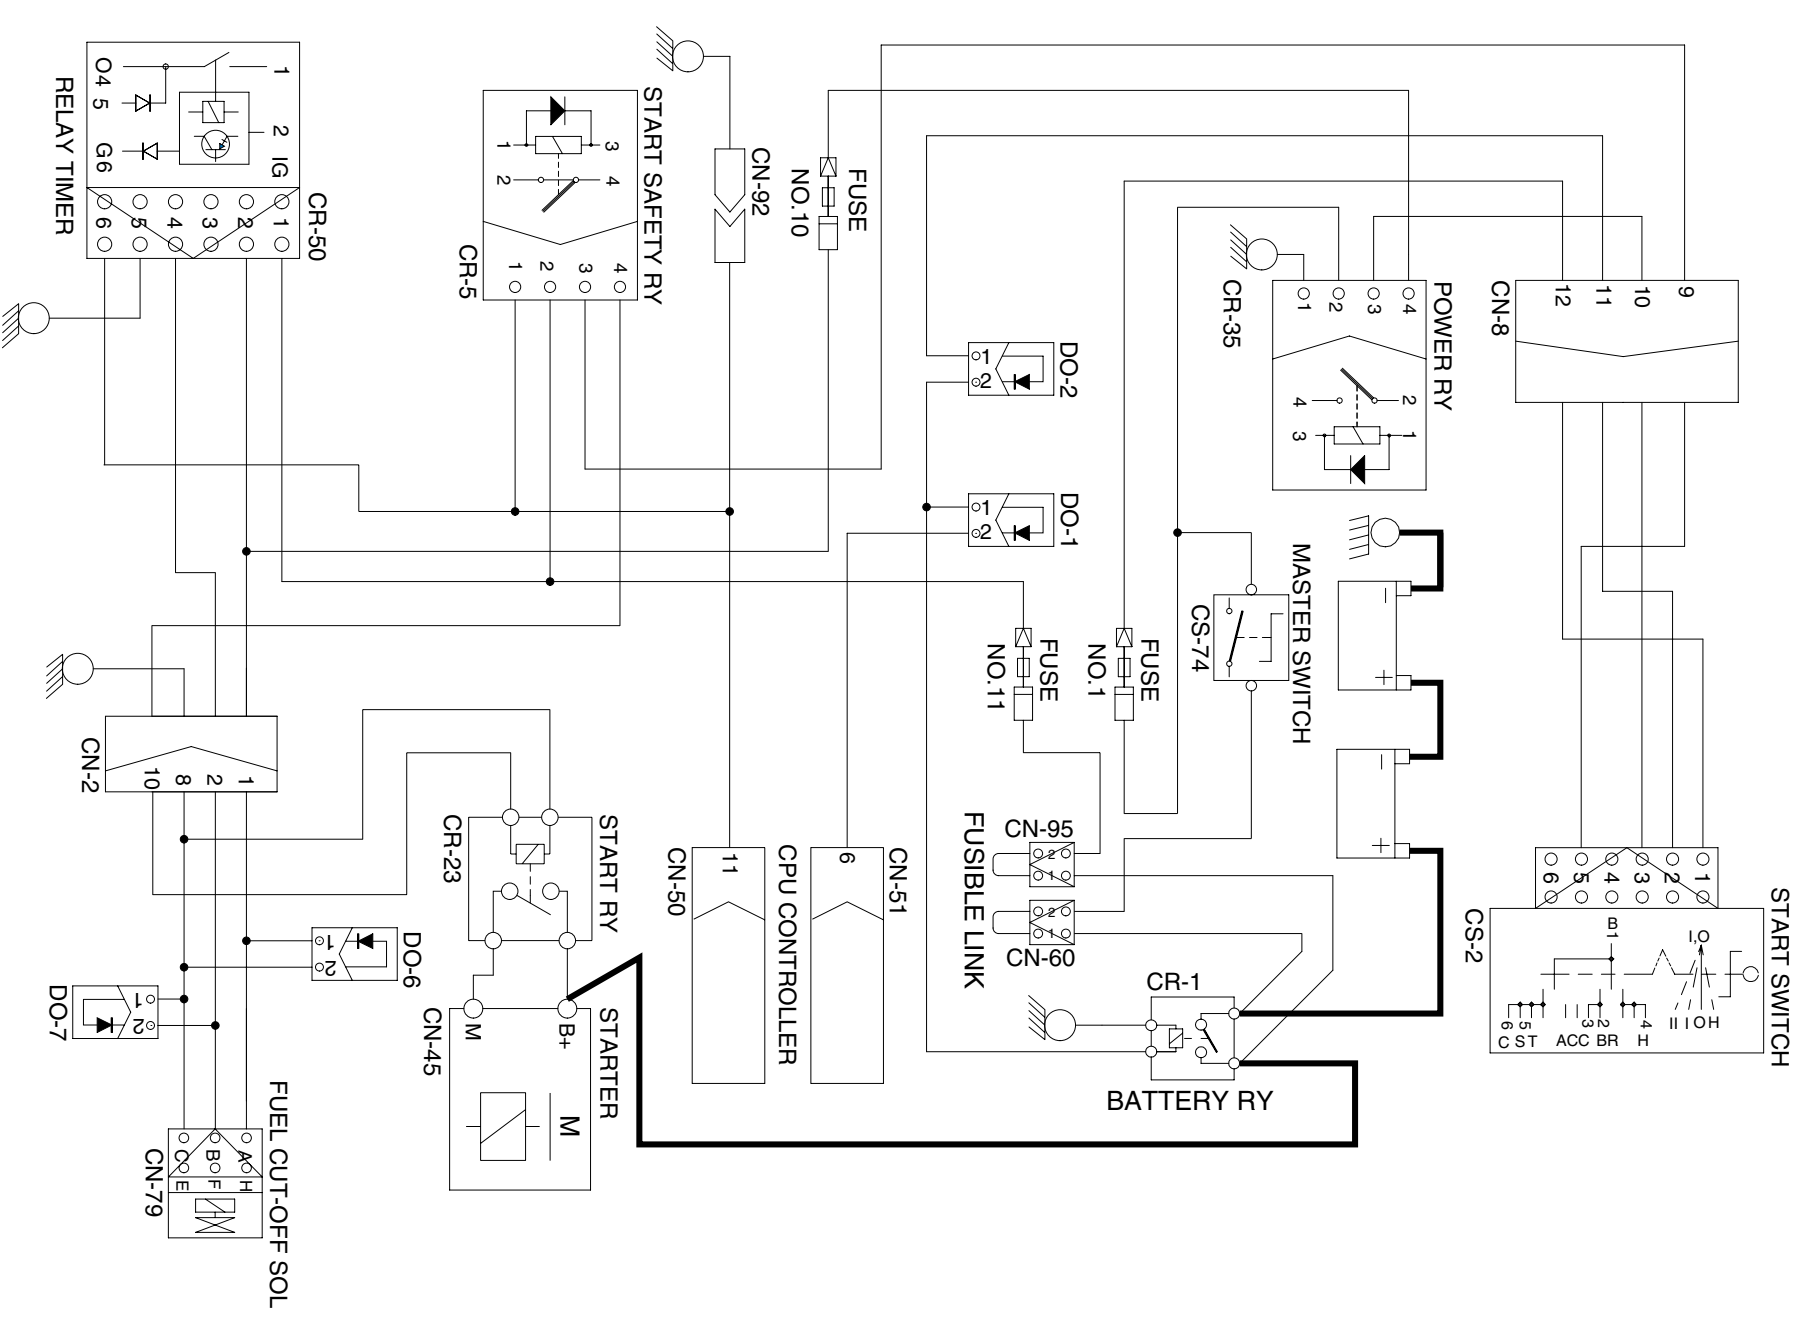 RELAY TIMER
O4 5 G6
1 2 IG
CR-50
6 5 4 3 2 1
START SAFETY RY
CR-5
1 3
2 4
1 2 3 4
CN-92
FUSE
NO.10
POWER RY
CR-35
1 2 3 4
4 2
3 1
CN-8
12 11 10 9
DO-2
1
2
DO-1
1
2
MASTER SWITCH
CS-74
FUSE
NO.11
FUSE
NO.1
− +
− +
CN-2
10 8 2 1
START RY
CR-23
CN-50
11
CPU CONTROLLER
CN-51
6
FUSIBLE LINK
CN-95
2
1
CN-60
2
1
CR-1
BATTERY RY
START SWITCH
CS-2
6 5 4 3 2 1
B1
I,O
II I O H
6 5 3 2 4
C ST ACC BR H
DO-6
1
2
DO-7
1
2
STARTER
CN-45
M B+
M
FUEL CUT-OFF SOL
CN-79
C B A
E F H